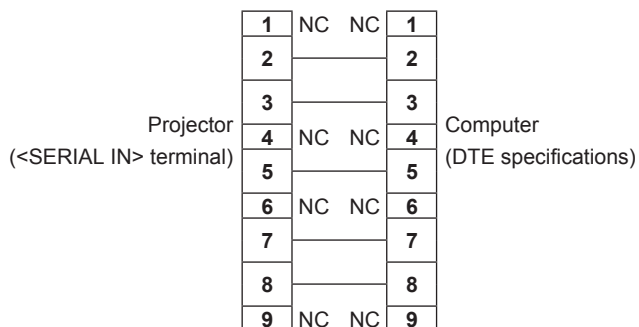 1 NC NC 1
2 2
3 3
Projector
(<SERIAL IN> terminal)
4 NC NC 4
Computer
(DTE specifications)
5 5
6 NC NC 6
7 7
8 8
9 NC NC 9